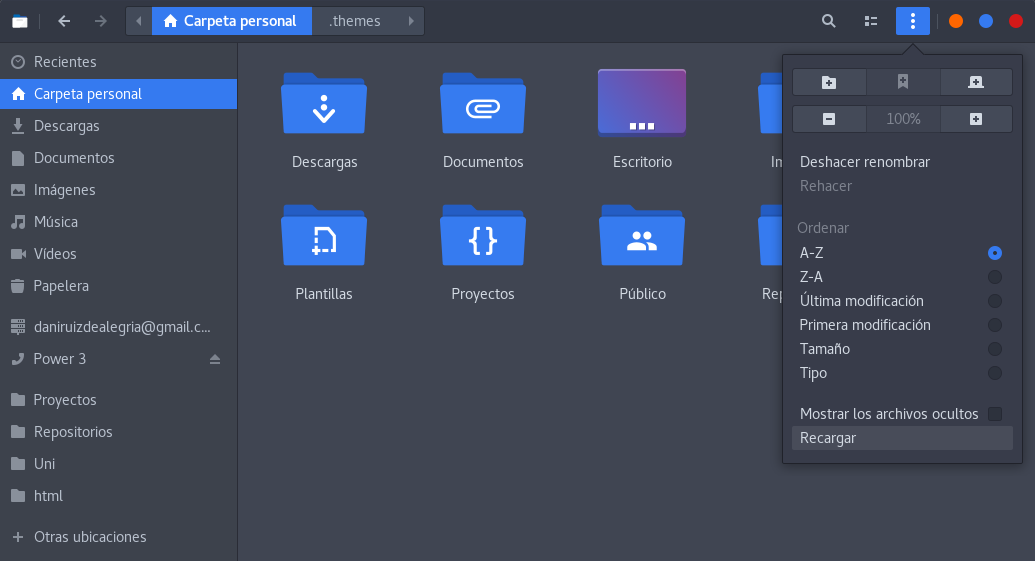 Carpeta personal
.themes
Recientes
Carpeta personal
Descargas
Documentos
Imágenes
Música
Vídeos
Papelera
daniruizdealegria@gmail.c...
Power 3
Proyectos
Repositorios
Uni
html
Otras ubicaciones
Descargas
Documentos
Escritorio
Im
Plantillas
Proyectos
Público
Rep
100%
Deshacer renombrar
Rehacer
Ordenar
A-Z
Z-A
Última modificación
Primera modificación
Tamaño
Tipo
Mostrar los archivos ocultos
Recargar